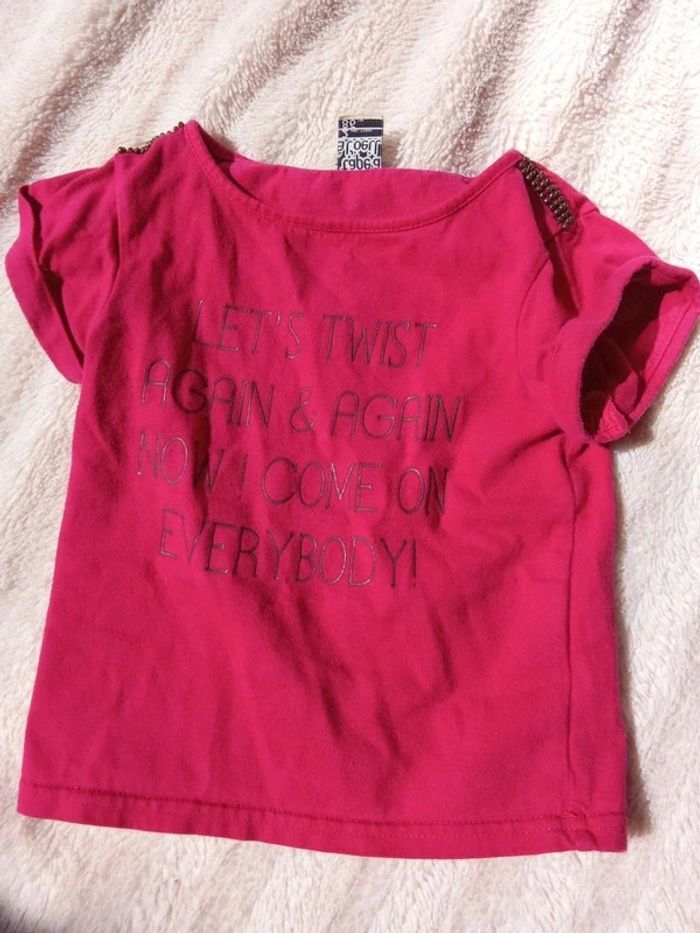 LET'S TWIST
AGAIN & AGAIN
NOW! COME ON
EVERYBODY!